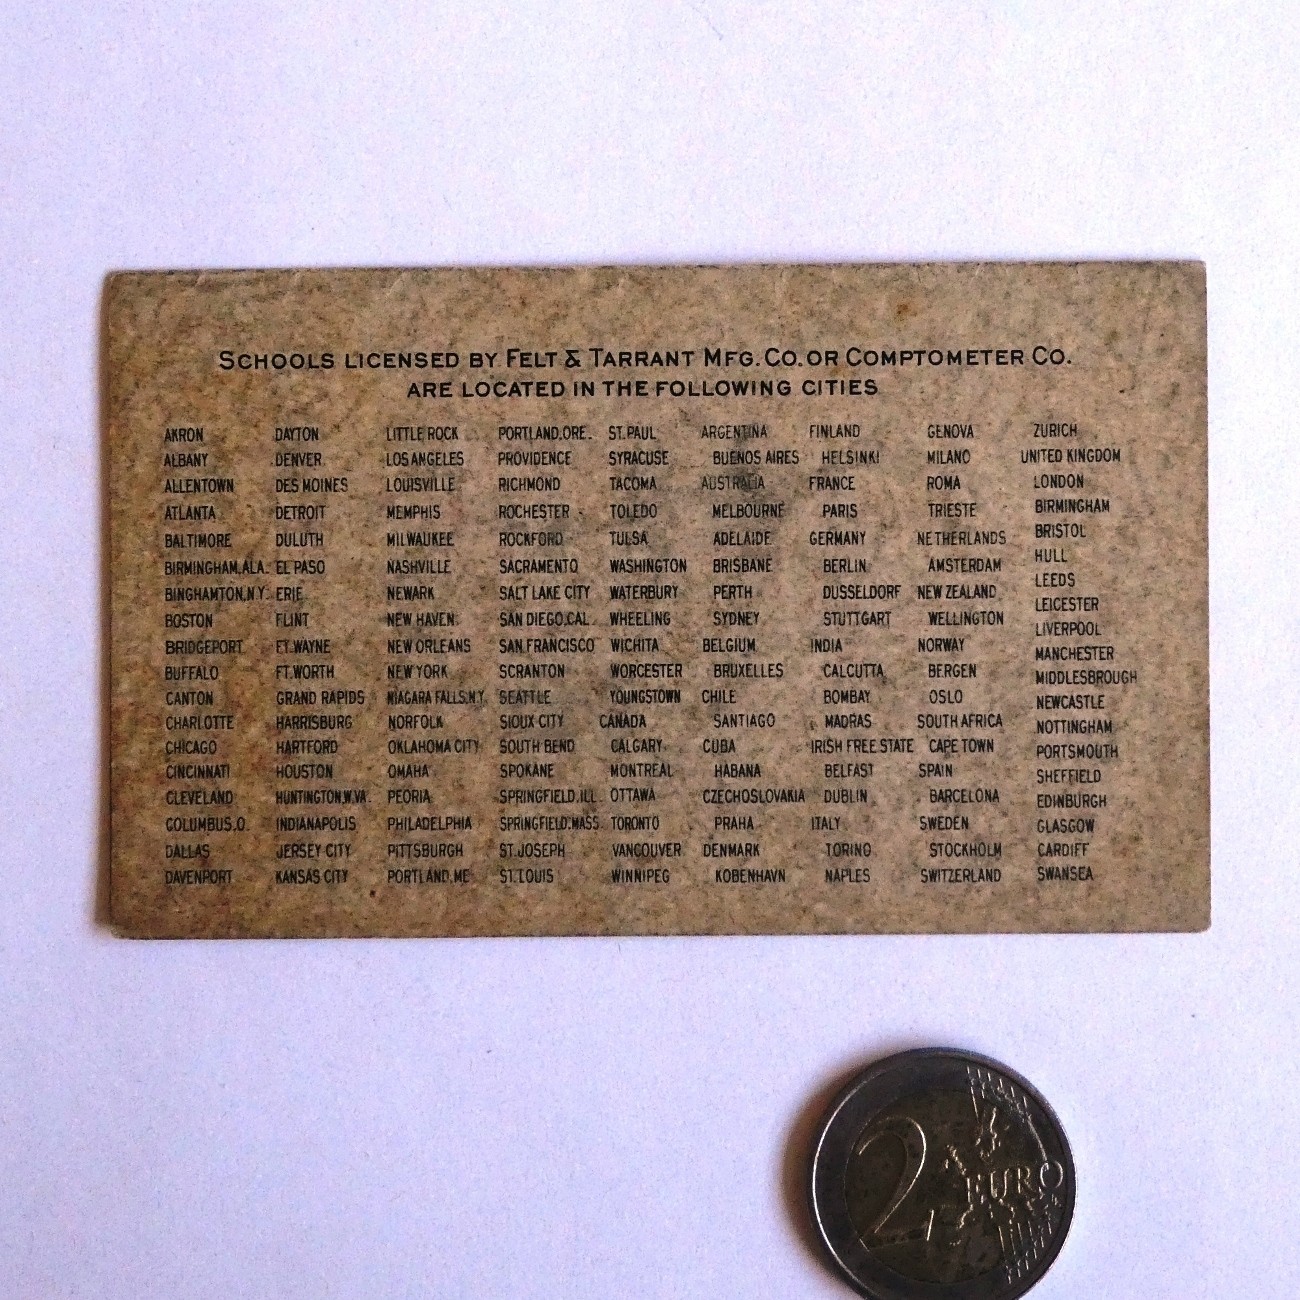 SCHOOLS LICENSED BY FELT & TARRANT MFG. CO. OR COMPTOMETER CO.
ARE LOCATED IN THE FOLLOWING CITIES
AKRON
ALBANY
ALLENTOWN
ATLANTA
BALTIMORE
BIRMINGHAM, ALA.
BINGHAMTON, N.Y.
BOSTON
BRIDGEPORT
BUFFALO
CANTON
CHARLOTTE
CHICAGO
CINCINNATI
CLEVELAND
COLUMBUS, O.
DALLAS
DAVENPORT
DAYTON
DENVER
DES MOINES
DETROIT
DULUTH
EL PASO
ERIE
FLINT
FT. WAYNE
FT. WORTH
GRAND RAPIDS
HARRISBURG
HARTFORD
HOUSTON
HUNTINGTON, W. VA.
INDIANAPOLIS
JERSEY CITY
KANSAS CITY
LITTLE ROCK
LOS ANGELES
LOUISVILLE
MEMPHIS
MILWAUKEE
NASHVILLE
NEWARK
NEW HAVEN
NEW ORLEANS
NEW YORK
NIAGARA FALLS, N.Y.
NORFOLK
OKLAHOMA CITY
OMAHA
PEORIA
PHILADELPHIA
PITTSBURGH
PORTLAND, ME.
PORTLAND, ORE.
PROVIDENCE
RICHMOND
ROCHESTER
ROCKFORD
SACRAMENTO
SALT LAKE CITY
SAN DIEGO, CAL.
SAN FRANCISCO
SCRANTON
SEATTLE
SIOUX CITY
SOUTH BEND
SPOKANE
SPRINGFIELD, ILL.
SPRINGFIELD, MASS.
ST. JOSEPH
ST. LOUIS
ST. PAUL
SYRACUSE
TACOMA
TOLEDO
TULSA
WASHINGTON
WATERBURY
WHEELING
WICHITA
WORCESTER
YOUNGSTOWN
CANADA
CALGARY
MONTREAL
OTTAWA
TORONTO
VANCOUVER
WINNIPEG
ARGENTINA
BUENOS AIRES
AUSTRALIA
MELBOURNE
ADELAIDE
BRISBANE
PERTH
SYDNEY
BELGIUM
BRUXELLES
CHILE
SANTIAGO
CUBA
HABANA
CZECHOSLOVAKIA
PRAHA
DENMARK
KOBENHAVN
FINLAND
HELSINKI
FRANCE
PARIS
GERMANY
BERLIN
DUSSELDORF
STUTTGART
INDIA
CALCUTTA
BOMBAY
MADRAS
IRISH FREE STATE
BELFAST
DUBLIN
ITALY
TORINO
NAPLES
GENOVA
MILANO
ROMA
TRIESTE
NETHERLANDS
AMSTERDAM
NEW ZEALAND
WELLINGTON
NORWAY
BERGEN
OSLO
SOUTH AFRICA
CAPE TOWN
SPAIN
BARCELONA
SWEDEN
STOCKHOLM
SWITZERLAND
ZURICH
UNITED KINGDOM
LONDON
BIRMINGHAM
BRISTOL
HULL
LEEDS
LEICESTER
LIVERPOOL
MANCHESTER
MIDDLESBROUGH
NEWCASTLE
NOTTINGHAM
PORTSMOUTH
SHEFFIELD
EDINBURGH
GLASGOW
CARDIFF
SWANSEA
2 EURO